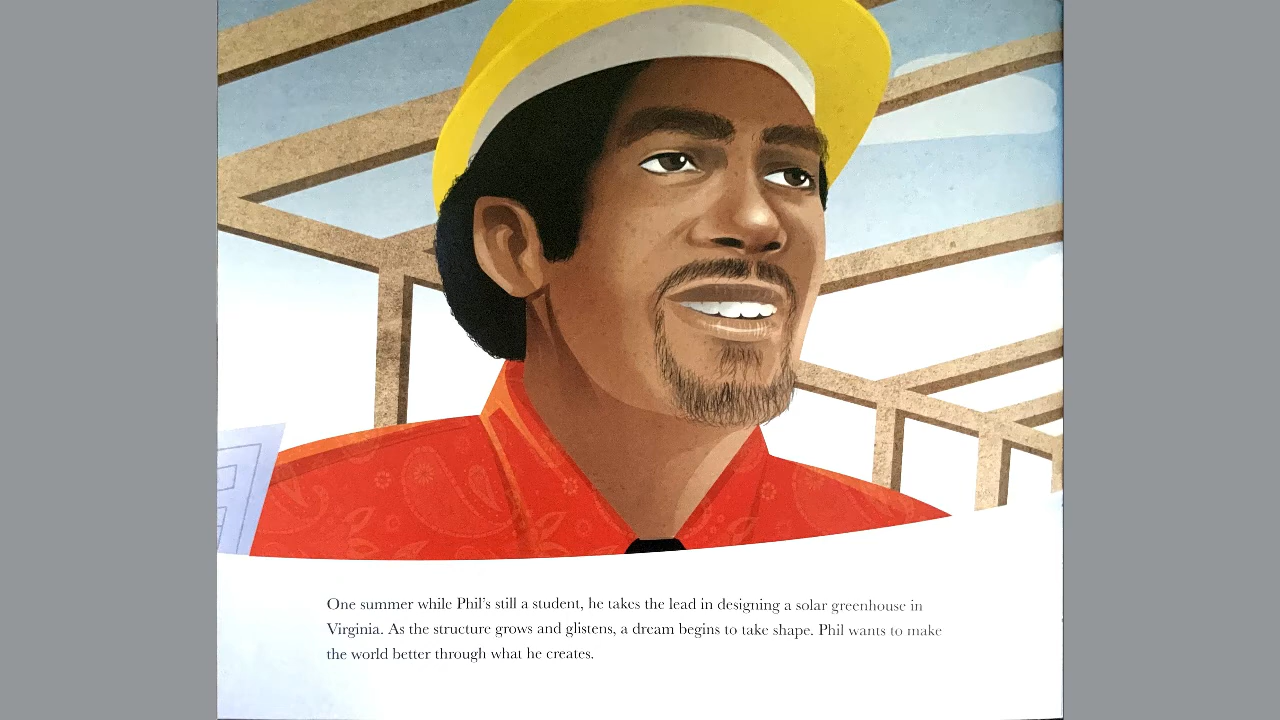 One summer while Phil's still a student, he takes the lead in designing a solar greenhouse in
Virginia. As the structure grows and glistens, a dream begins to take shape. Phil wants to make
the world better through what he creates.